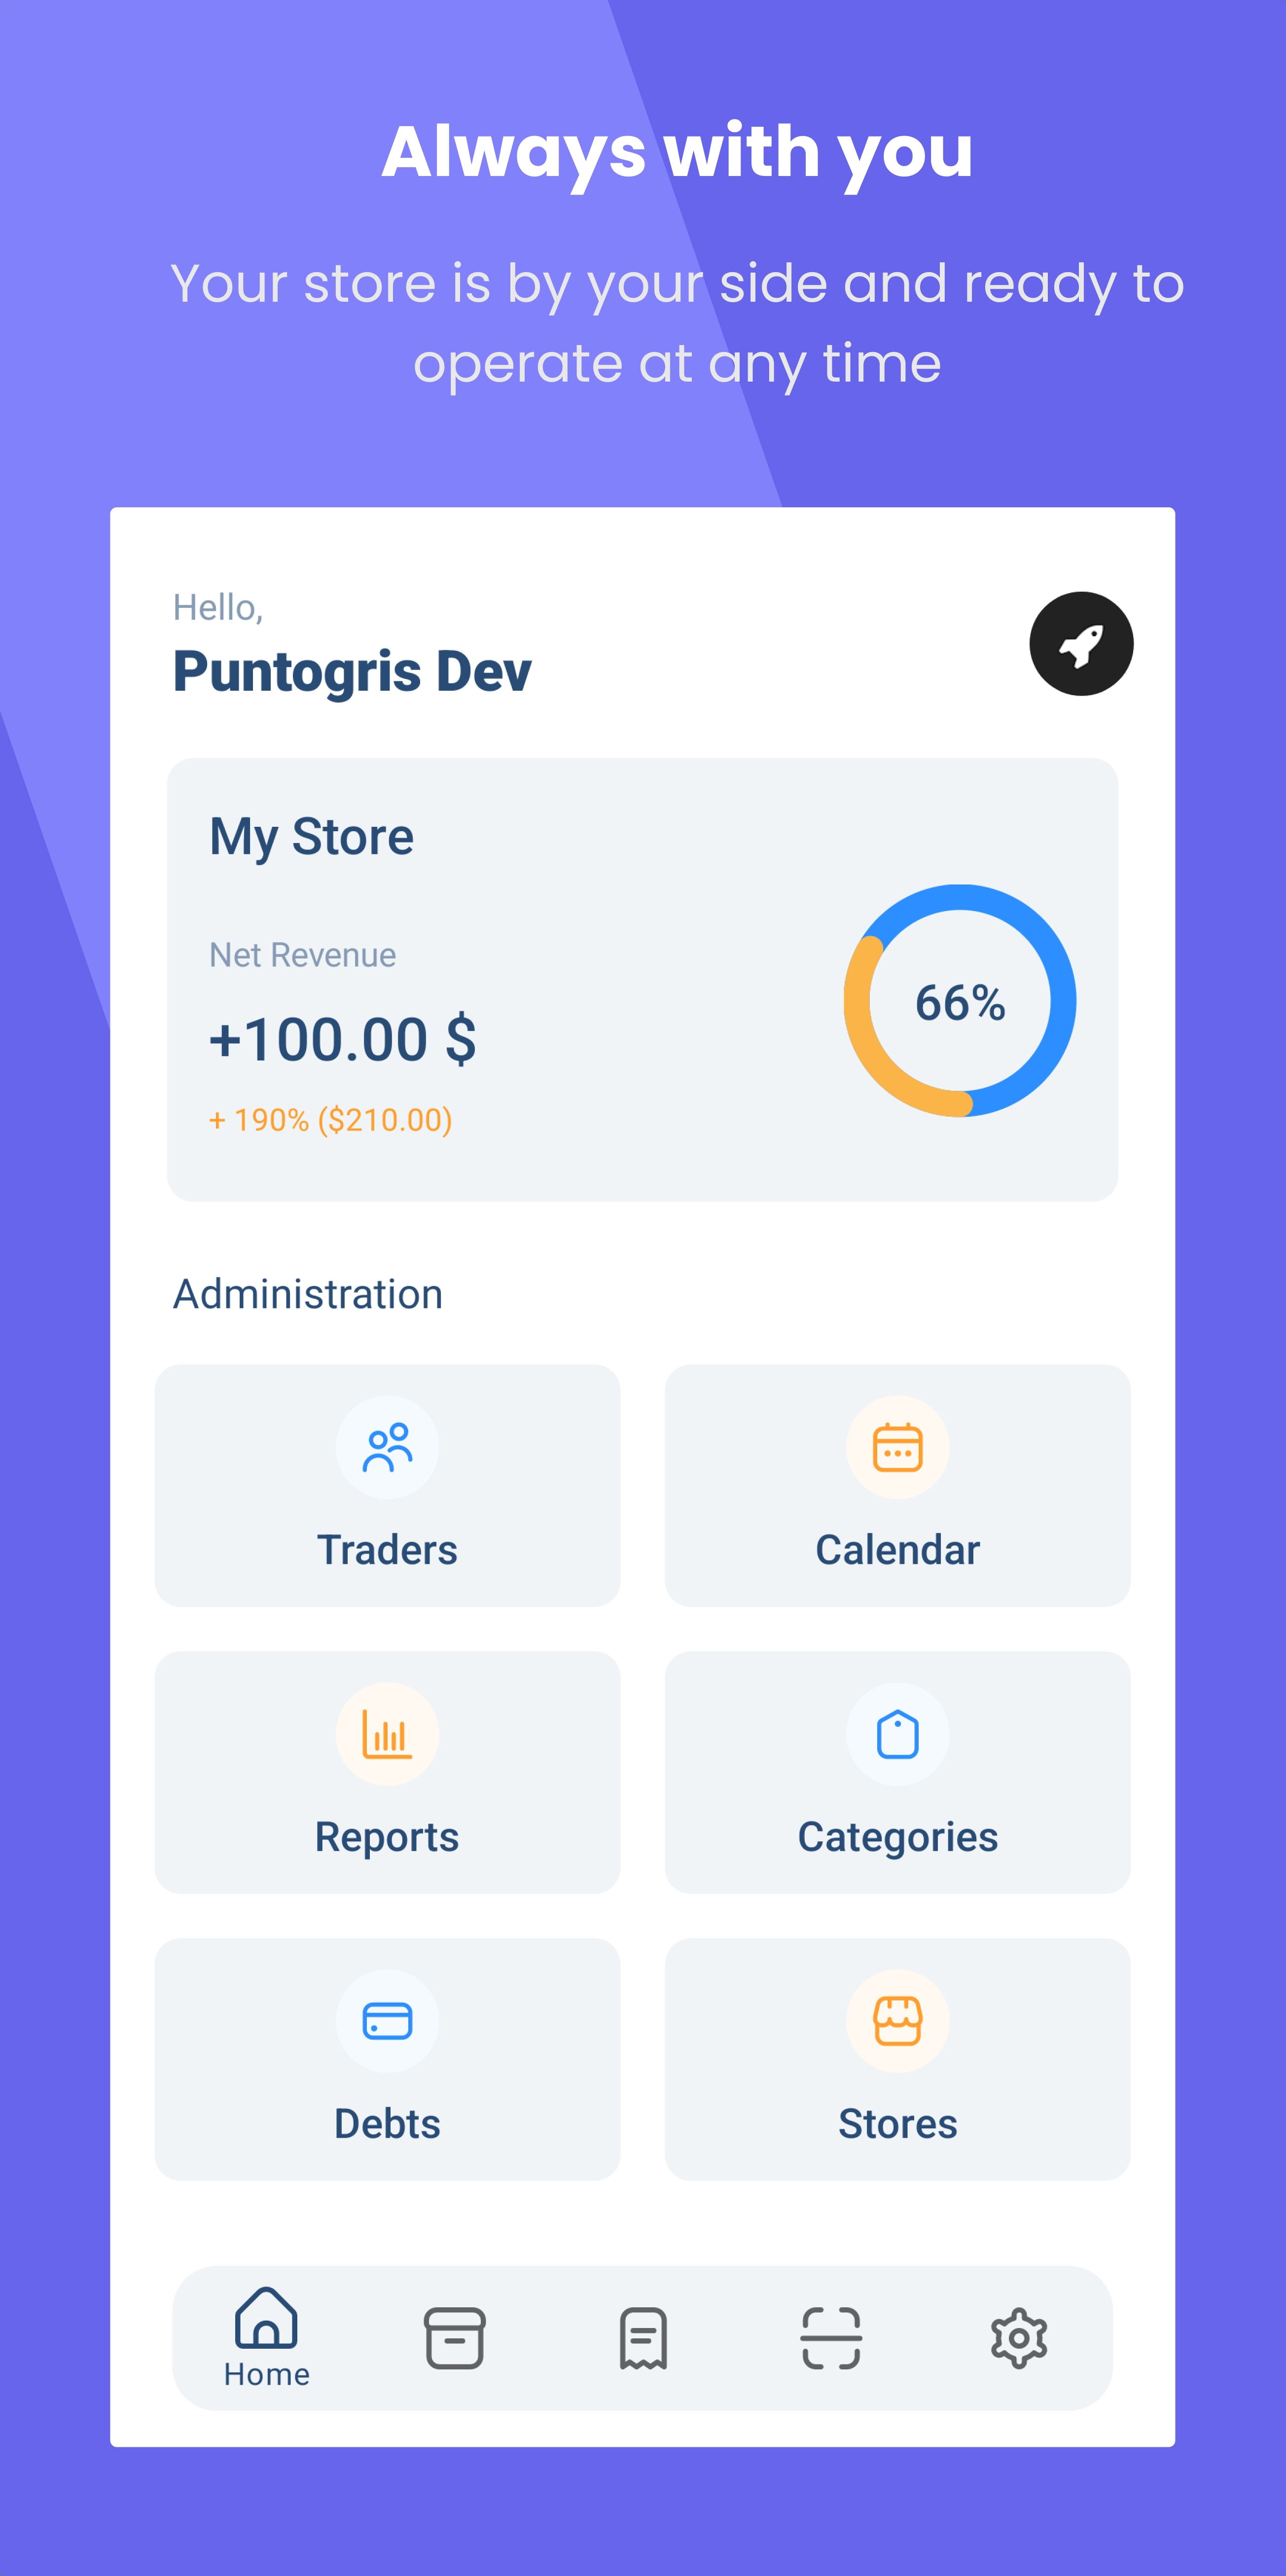 Always with you
Your store is by your side and ready to
operate at any time
Hello,
Puntogris Dev
My Store
Net Revenue
+100.00 $
+ 190% ($210.00)
66%
Administration
Traders
Calendar
Reports
Categories
Debts
Stores
Home